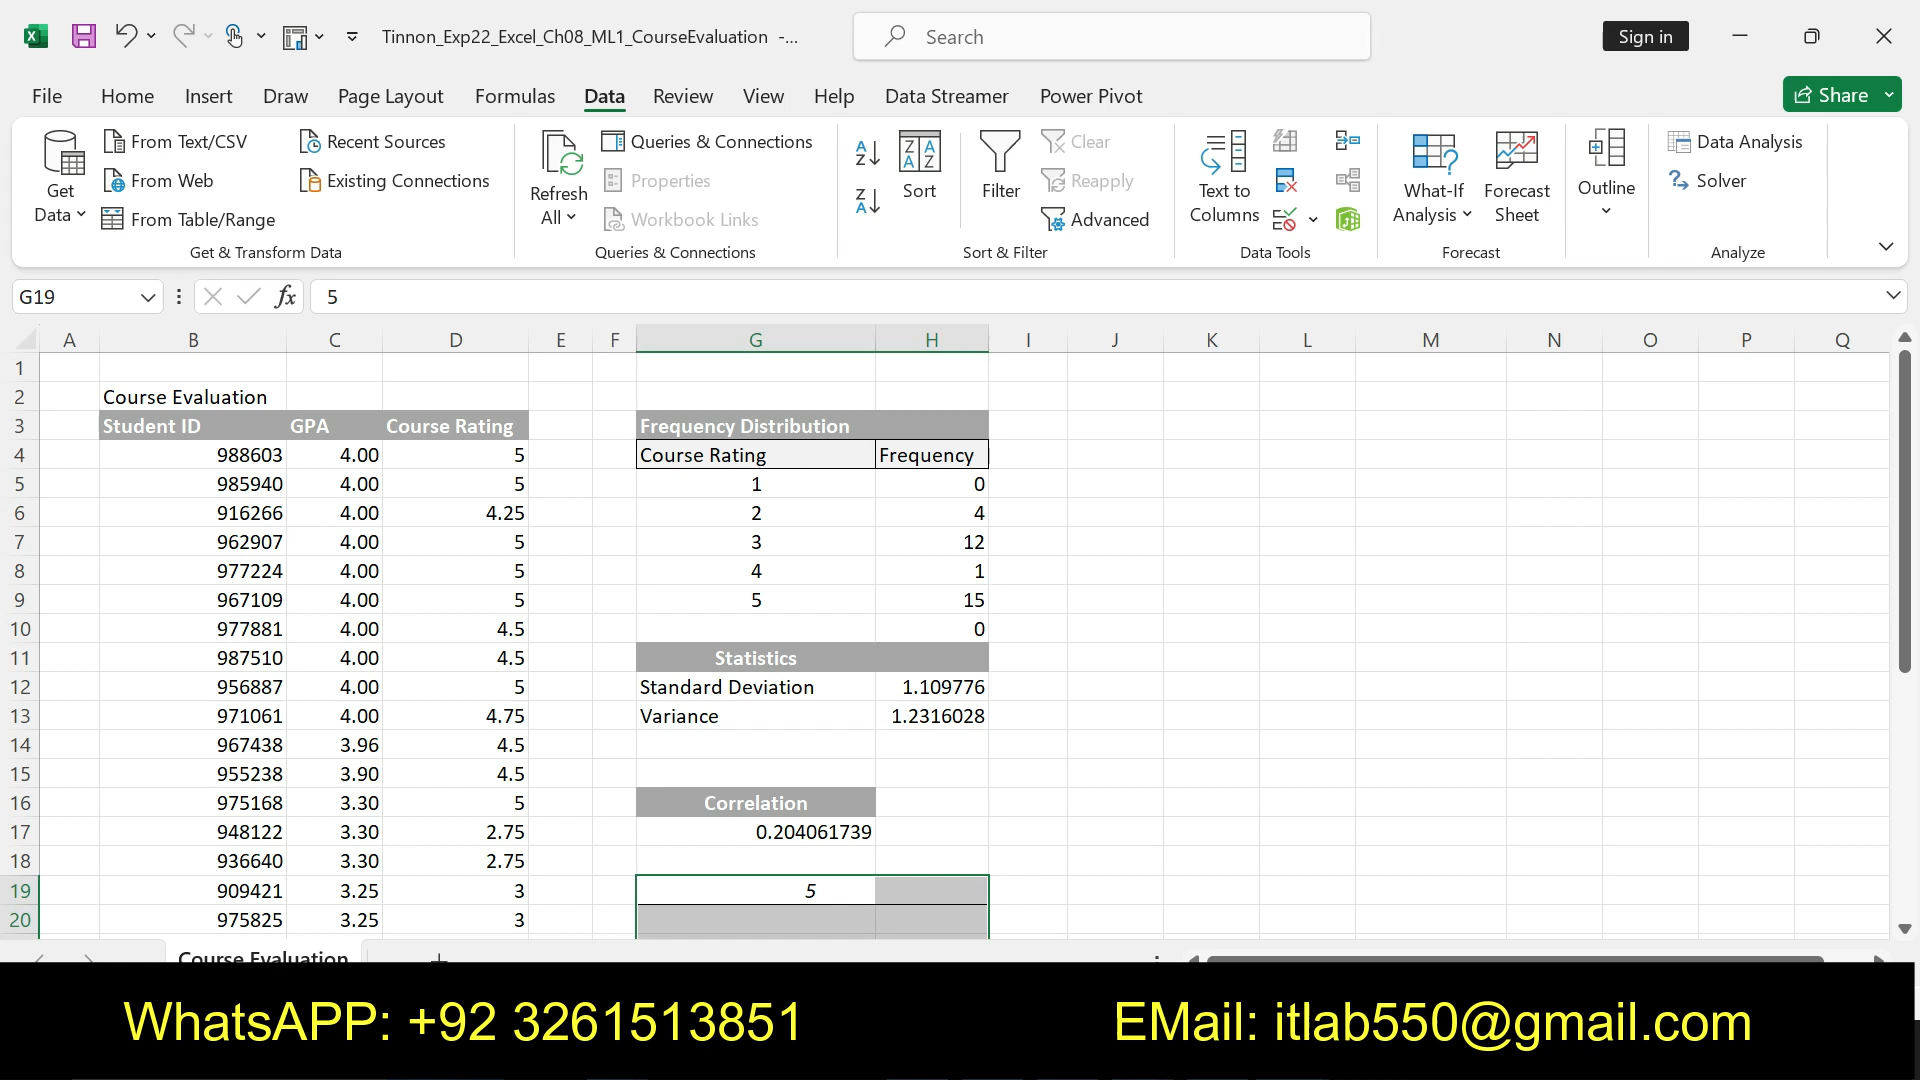 Tinnon_Exp22_Excel_Ch08_ML1_CourseEvaluation -...
Search
Sign in
File Home Insert Draw Page Layout Formulas Data Review View Help Data Streamer Power Pivot
Share
Get Data
From Text/CSV
From Web
From Table/Range
Recent Sources
Existing Connections
Get & Transform Data
Refresh All
Queries & Connections
Properties
Workbook Links
Queries & Connections
Sort
Filter
Clear
Reapply
Advanced
Sort & Filter
Text to Columns
Data Tools
What-If Analysis
Forecast Sheet
Forecast
Outline
Data Analysis
Solver
Analyze
G19 fx 5
A B C D E F G H I J K L M N O P Q
1
2 Course Evaluation
3 Student ID GPA Course Rating Frequency Distribution
4 988603 4.00 5 Course Rating Frequency
5 985940 4.00 5 1 0
6 916266 4.00 4.25 2 4
7 962907 4.00 5 3 12
8 977224 4.00 5 4 1
9 967109 4.00 5 5 15
10 977881 4.00 4.5 0
11 987510 4.00 4.5 Statistics
12 956887 4.00 5 Standard Deviation 1.109776
13 971061 4.00 4.75 Variance 1.2316028
14 967438 3.96 4.5
15 955238 3.90 4.5
16 975168 3.30 5 Correlation
17 948122 3.30 2.75 0.204061739
18 936640 3.30 2.75
19 909421 3.25 3 5
20 975825 3.25 3
Course Evaluation
WhatsAPP: +92 3261513851 EMail: itlab550@gmail.com